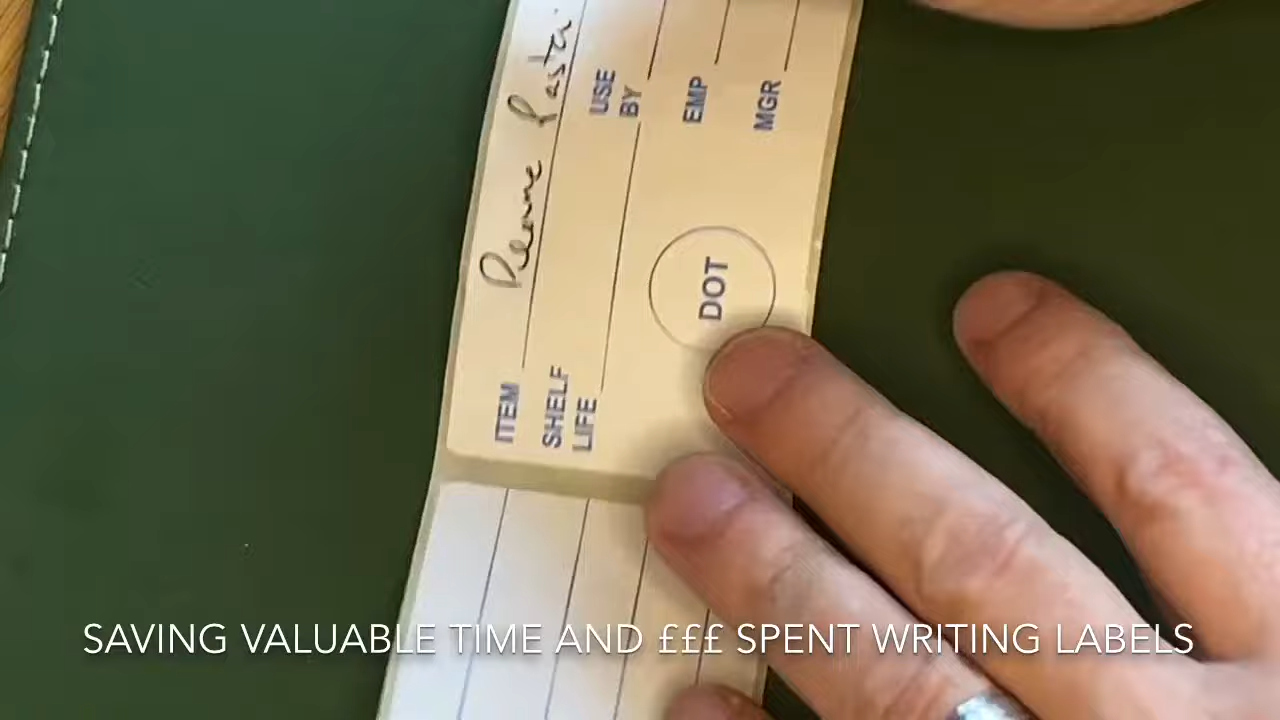 ITEM Penne Pasta
SHELF
LIFE
USE
BY
DOT
EMP
MGR
SAVING VALUABLE TIME AND £££ SPENT WRITING LABELS